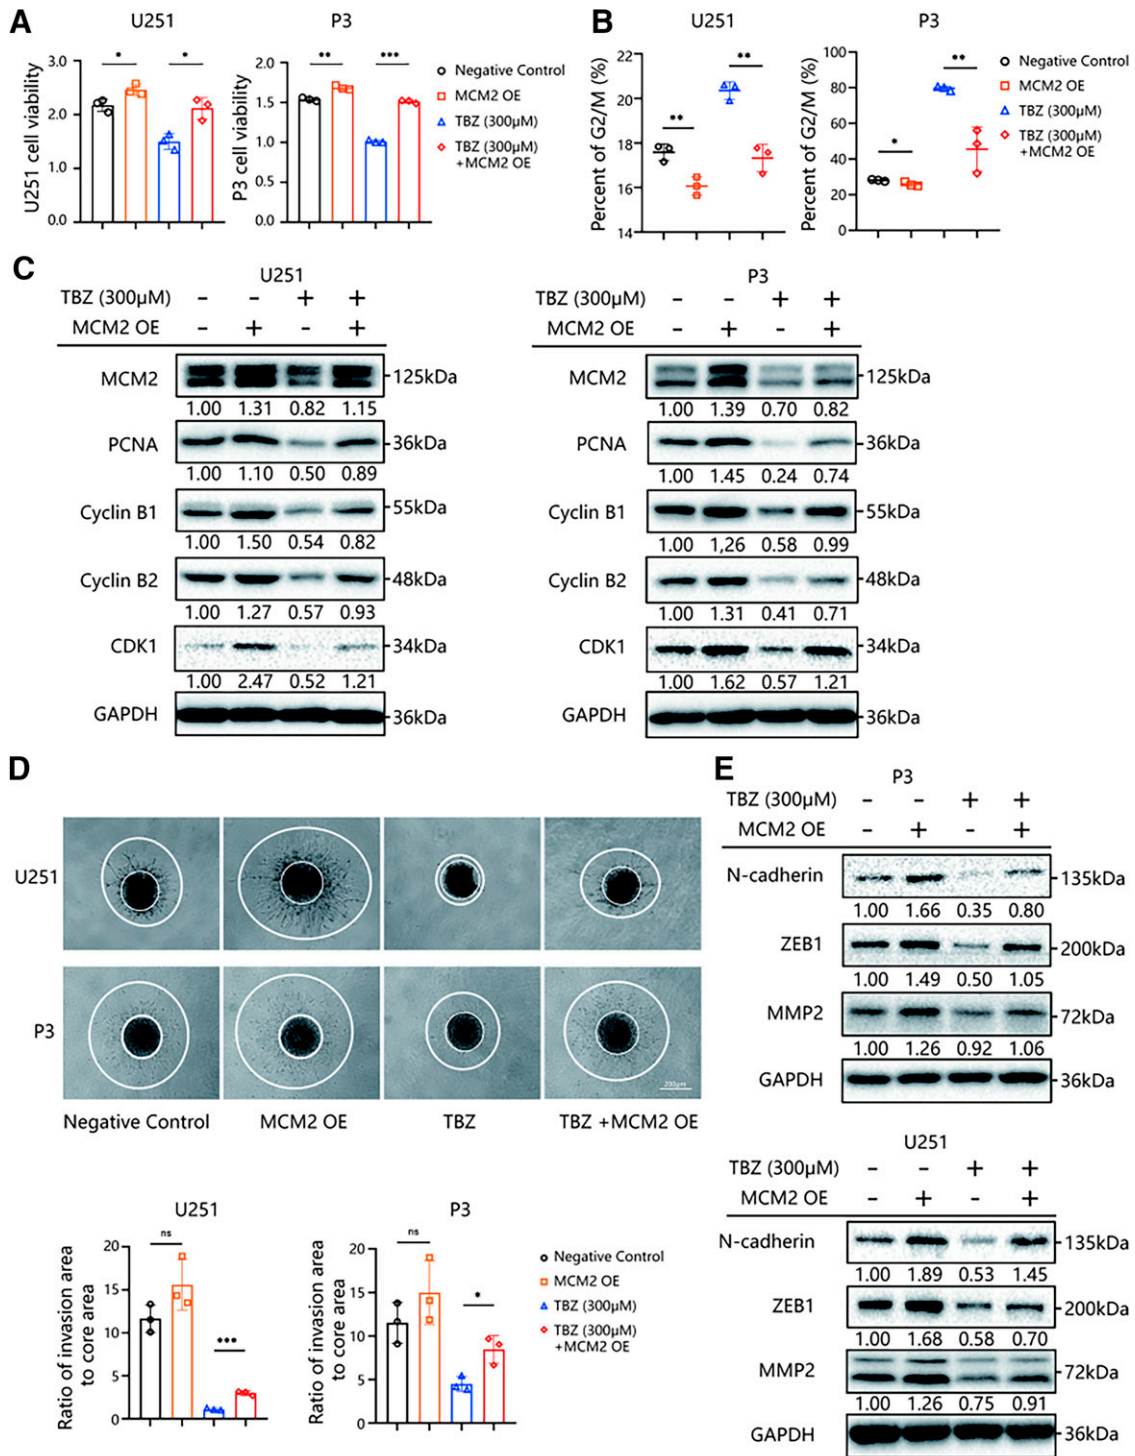 A
U251
P3
U251 cell viability
3.0
2.0
1.0
0.0
*
*
P3 cell viability
2.0
1.5
1.0
0.5
0.0
**
***
Negative Control
MCM2 OE
TBZ (300μM)
TBZ (300μM)
+MCM2 OE
B
U251
P3
Percent of G2/M (%)
22
20
18
16
14
**
**
Percent of G2/M (%)
100
80
60
40
20
0
*
**
Negative Control
MCM2 OE
TBZ (300μM)
TBZ (300μM)
+MCM2 OE
C
U251
TBZ (300μM) - - + +
MCM2 OE - + - +
MCM2 125kDa
1.00 1.31 0.82 1.15
PCNA 36kDa
1.00 1.10 0.50 0.89
Cyclin B1 55kDa
1.00 1.50 0.54 0.82
Cyclin B2 48kDa
1.00 1.27 0.57 0.93
CDK1 34kDa
1.00 2.47 0.52 1.21
GAPDH 36kDa
P3
TBZ (300μM) - - + +
MCM2 OE - + - +
MCM2 125kDa
1.00 1.39 0.70 0.82
PCNA 36kDa
1.00 1.45 0.24 0.74
Cyclin B1 55kDa
1.00 1,26 0.58 0.99
Cyclin B2 48kDa
1.00 1.31 0.41 0.71
CDK1 34kDa
1.00 1.62 0.57 1.21
GAPDH 36kDa
D
U251
P3
200μm
Negative Control MCM2 OE TBZ TBZ +MCM2 OE
U251
Ratio of invasion area
to core area
20
15
10
5
0
ns
***
P3
Ratio of invasion area
to core area
20
15
10
5
0
ns
*
Negative Control
MCM2 OE
TBZ (300μM)
TBZ (300μM)
+MCM2 OE
E
P3
TBZ (300μM) - - + +
MCM2 OE - + - +
N-cadherin 135kDa
1.00 1.66 0.35 0.80
ZEB1 200kDa
1.00 1.49 0.50 1.05
MMP2 72kDa
1.00 1.26 0.92 1.06
GAPDH 36kDa
U251
TBZ (300μM) - - + +
MCM2 OE - + - +
N-cadherin 135kDa
1.00 1.89 0.53 1.45
ZEB1 200kDa
1.00 1.68 0.58 0.70
MMP2 72kDa
1.00 1.26 0.75 0.91
GAPDH 36kDa